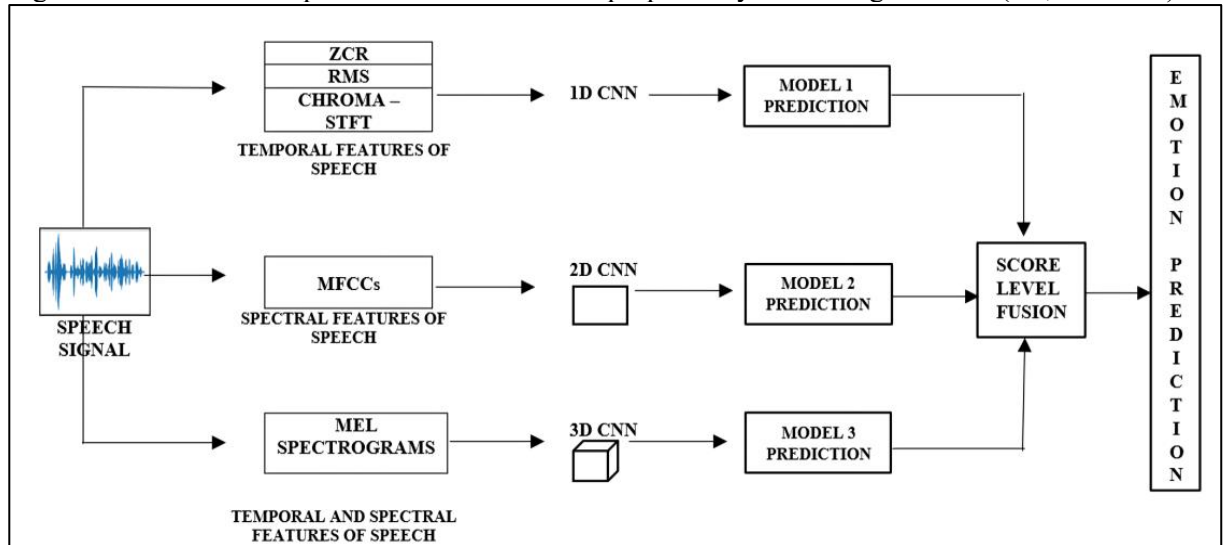 ZCR
RMS
CHROMA –
STFT
TEMPORAL FEATURES OF
SPEECH
1D CNN
MODEL 1
PREDICTION
SPEECH
SIGNAL
MFCCs
SPECTRAL FEATURES OF
SPEECH
2D CNN
MODEL 2
PREDICTION
MEL
SPECTROGRAMS
TEMPORAL AND SPECTRAL
FEATURES OF SPEECH
3D CNN
MODEL 3
PREDICTION
SCORE
LEVEL
FUSION
E
M
O
T
I
O
N
P
R
E
D
I
C
T
I
O
N